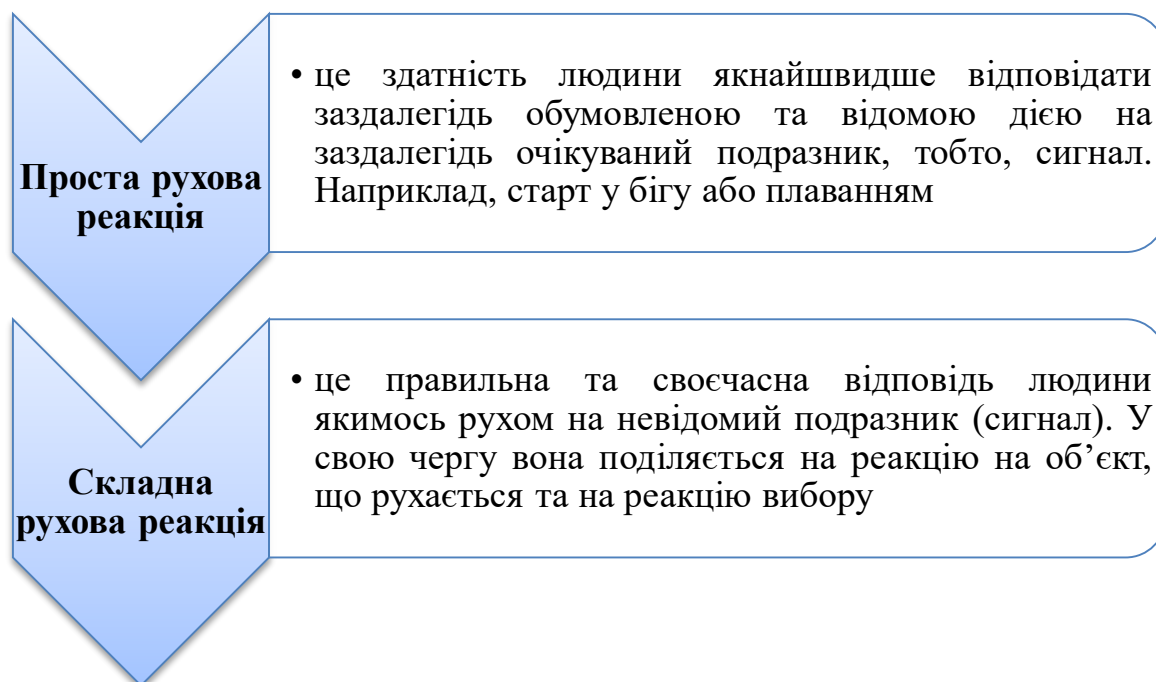 Проста рухова
реакція
• це здатність людини якнайшвидше відповідати
заздалегідь обумовленою та відомою дією на
заздалегідь очікуваний подразник, тобто, сигнал.
Наприклад, старт у бігу або плаванням
Складна
рухова реакція
• це правильна та своєчасна відповідь людини
якимось рухом на невідомий подразник (сигнал). У
свою чергу вона поділяється на реакцію на об’єкт,
що рухається та на реакцію вибору